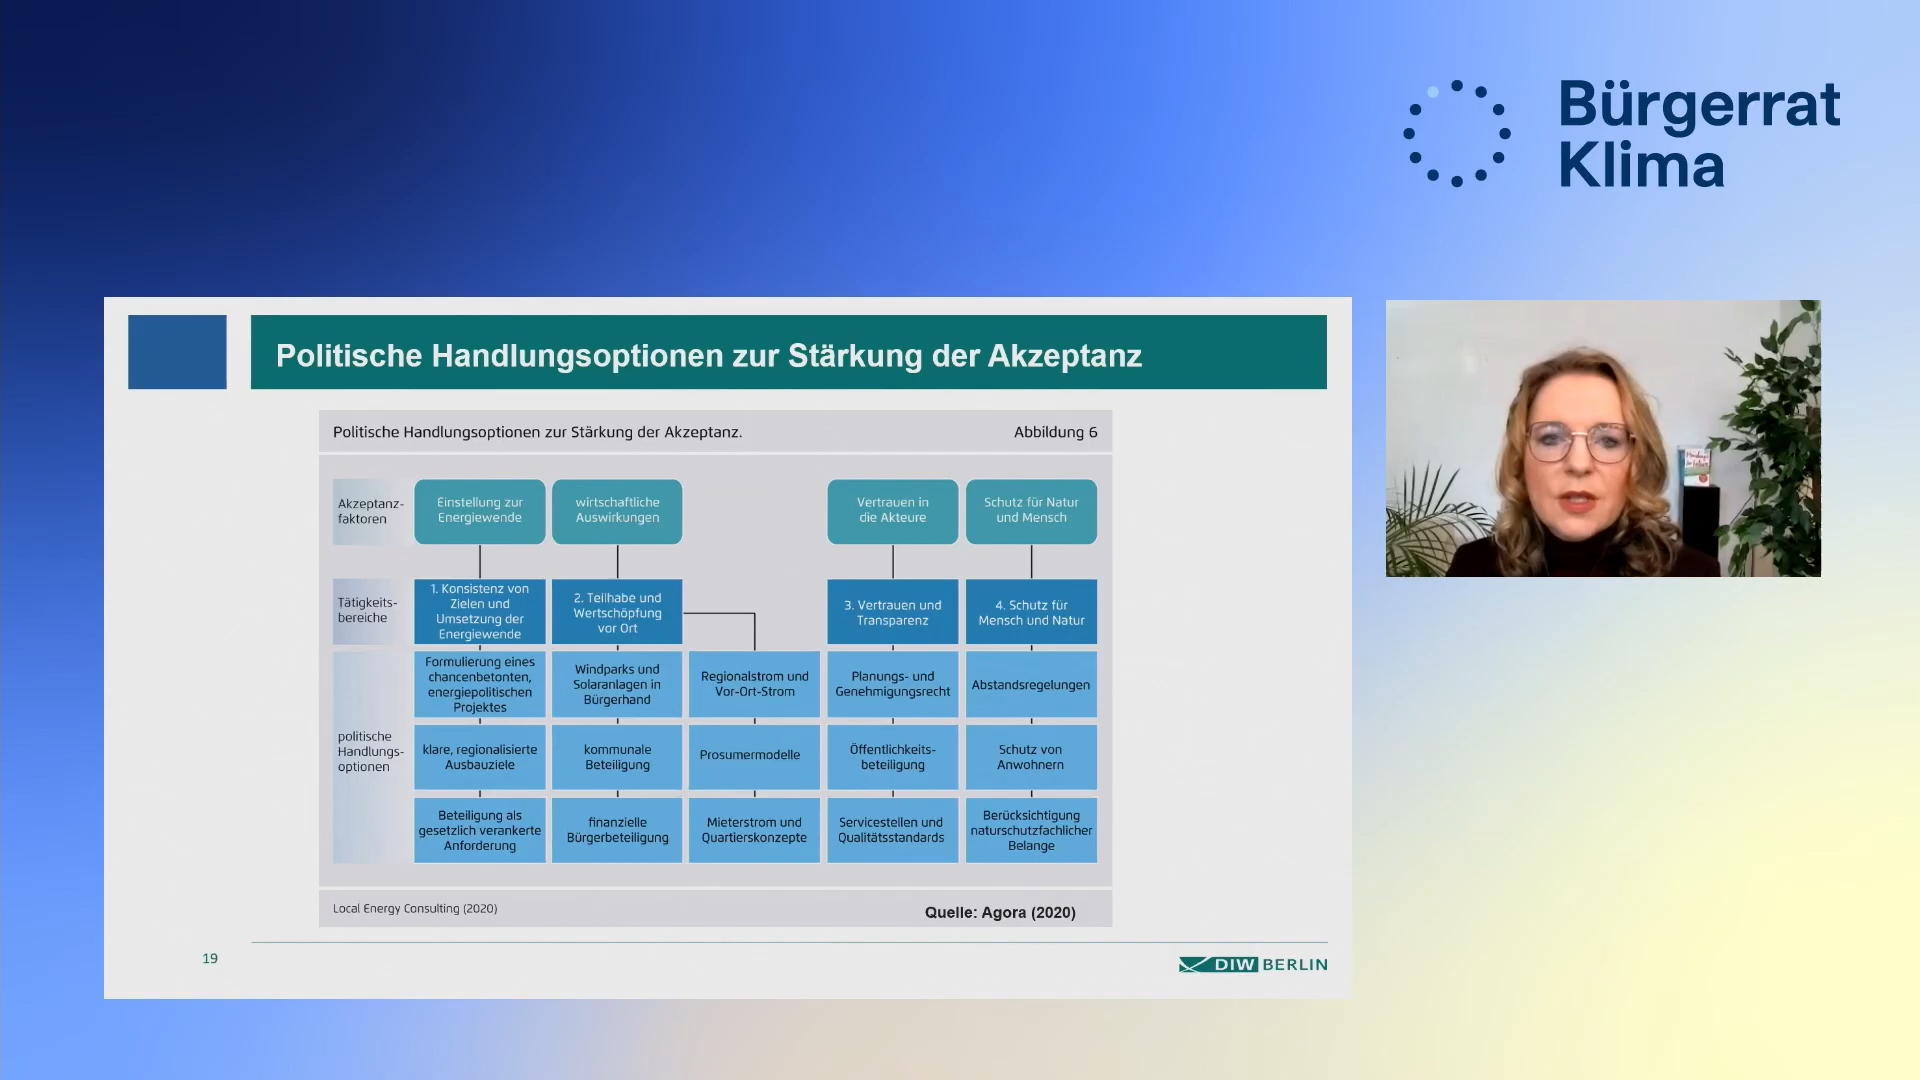 Bürgerrat
Klima
Politische Handlungsoptionen zur Stärkung der Akzeptanz
Politische Handlungsoptionen zur Stärkung der Akzeptanz.
Abbildung 6
Akzeptanz-
faktoren
Einstellung zur
Energiewende
wirtschaftliche
Auswirkungen
Vertrauen in
die Akteure
Schutz für Natur
und Mensch
Tätigkeits-
bereiche
1. Konsistenz von
Zielen und
Umsetzung der
Energiewende
2. Teilhabe und
Wertschöpfung
vor Ort
3. Vertrauen und
Transparenz
4. Schutz für
Mensch und Natur
politische
Handlungs-
optionen
Formulierung eines
chancenbetonten,
energiepolitischen
Projektes
Windparks und
Solaranlagen in
Bürgerhand
Regionalstrom und
Vor-Ort-Strom
Planungs- und
Genehmigungsrecht
Abstandsregelungen
klare, regionalisierte
Ausbauziele
kommunale
Beteiligung
Prosumermodelle
Öffentlichkeits-
beteiligung
Schutz von
Anwohnern
Beteiligung als
gesetzlich verankerte
Anforderung
finanzielle
Bürgerbeteiligung
Mieterstrom und
Quartierskonzepte
Servicestellen und
Qualitätsstandards
Berücksichtigung
naturschutzfachlicher
Belange
Local Energy Consulting (2020)
Quelle: Agora (2020)
19
DIW BERLIN